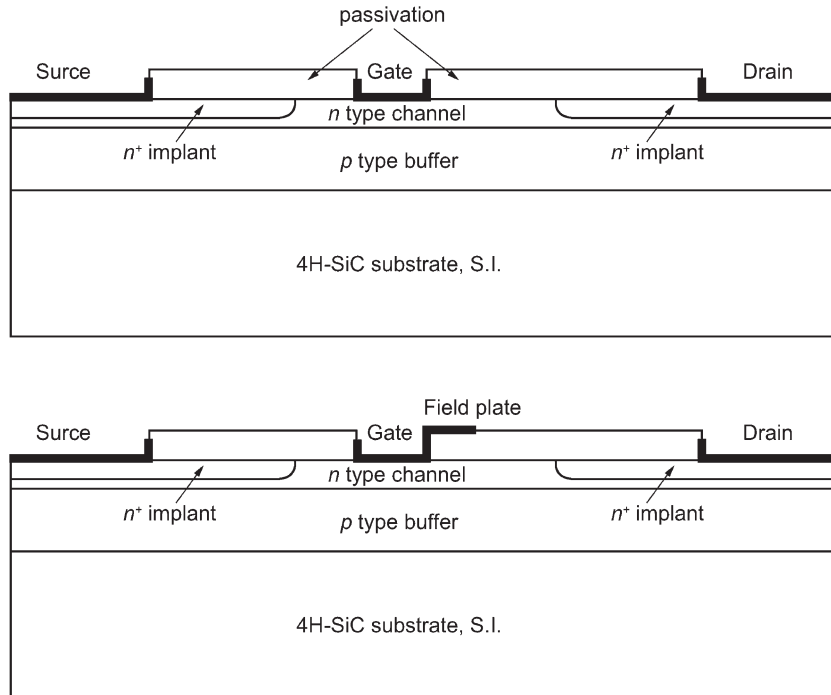 passivation
Surce
Gate
Drain
n type channel
n⁺ implant
n⁺ implant
p type buffer
4H-SiC substrate, S.I.
Field plate
Surce
Gate
Drain
n type channel
n⁺ implant
n⁺ implant
p type buffer
4H-SiC substrate, S.I.